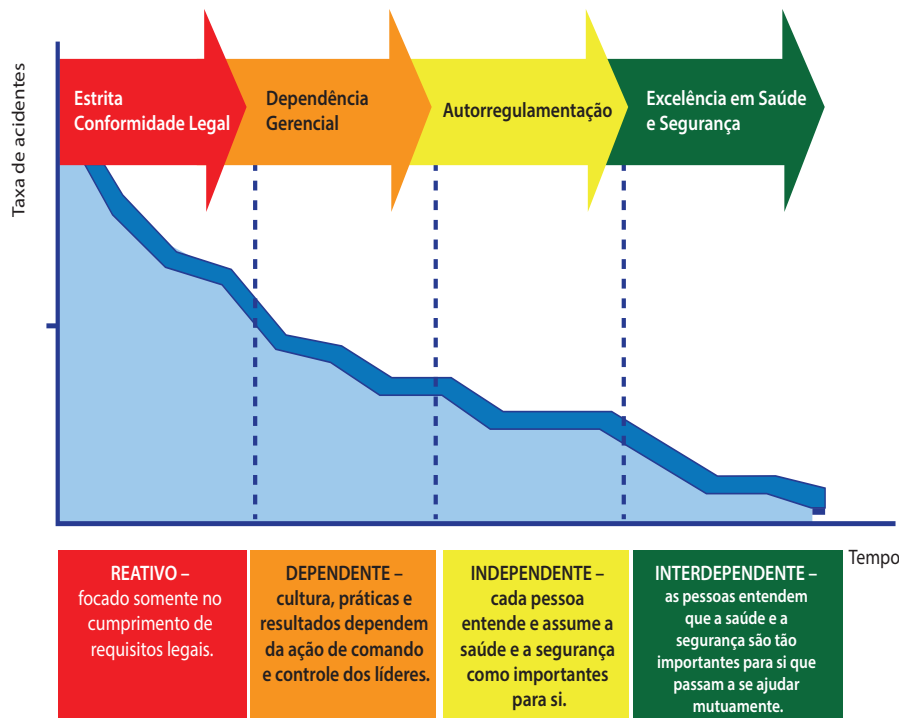 Taxa de acidentes
Estrita
Conformidade Legal
Dependência
Gerencial
Autorregulamentação
Excelência em Saúde
e Segurança
Tempo
REATIVO –
focado somente no
cumprimento de
requisitos legais.
DEPENDENTE –
cultura, práticas e
resultados dependem
da ação de comando
e controle dos líderes.
INDEPENDENTE –
cada pessoa
entende e assume a
saúde e a segurança
como importantes
para si.
INTERDEPENDENTE –
as pessoas entendem
que a saúde e a
segurança são tão
importantes para si que
passam a se ajudar
mutuamente.